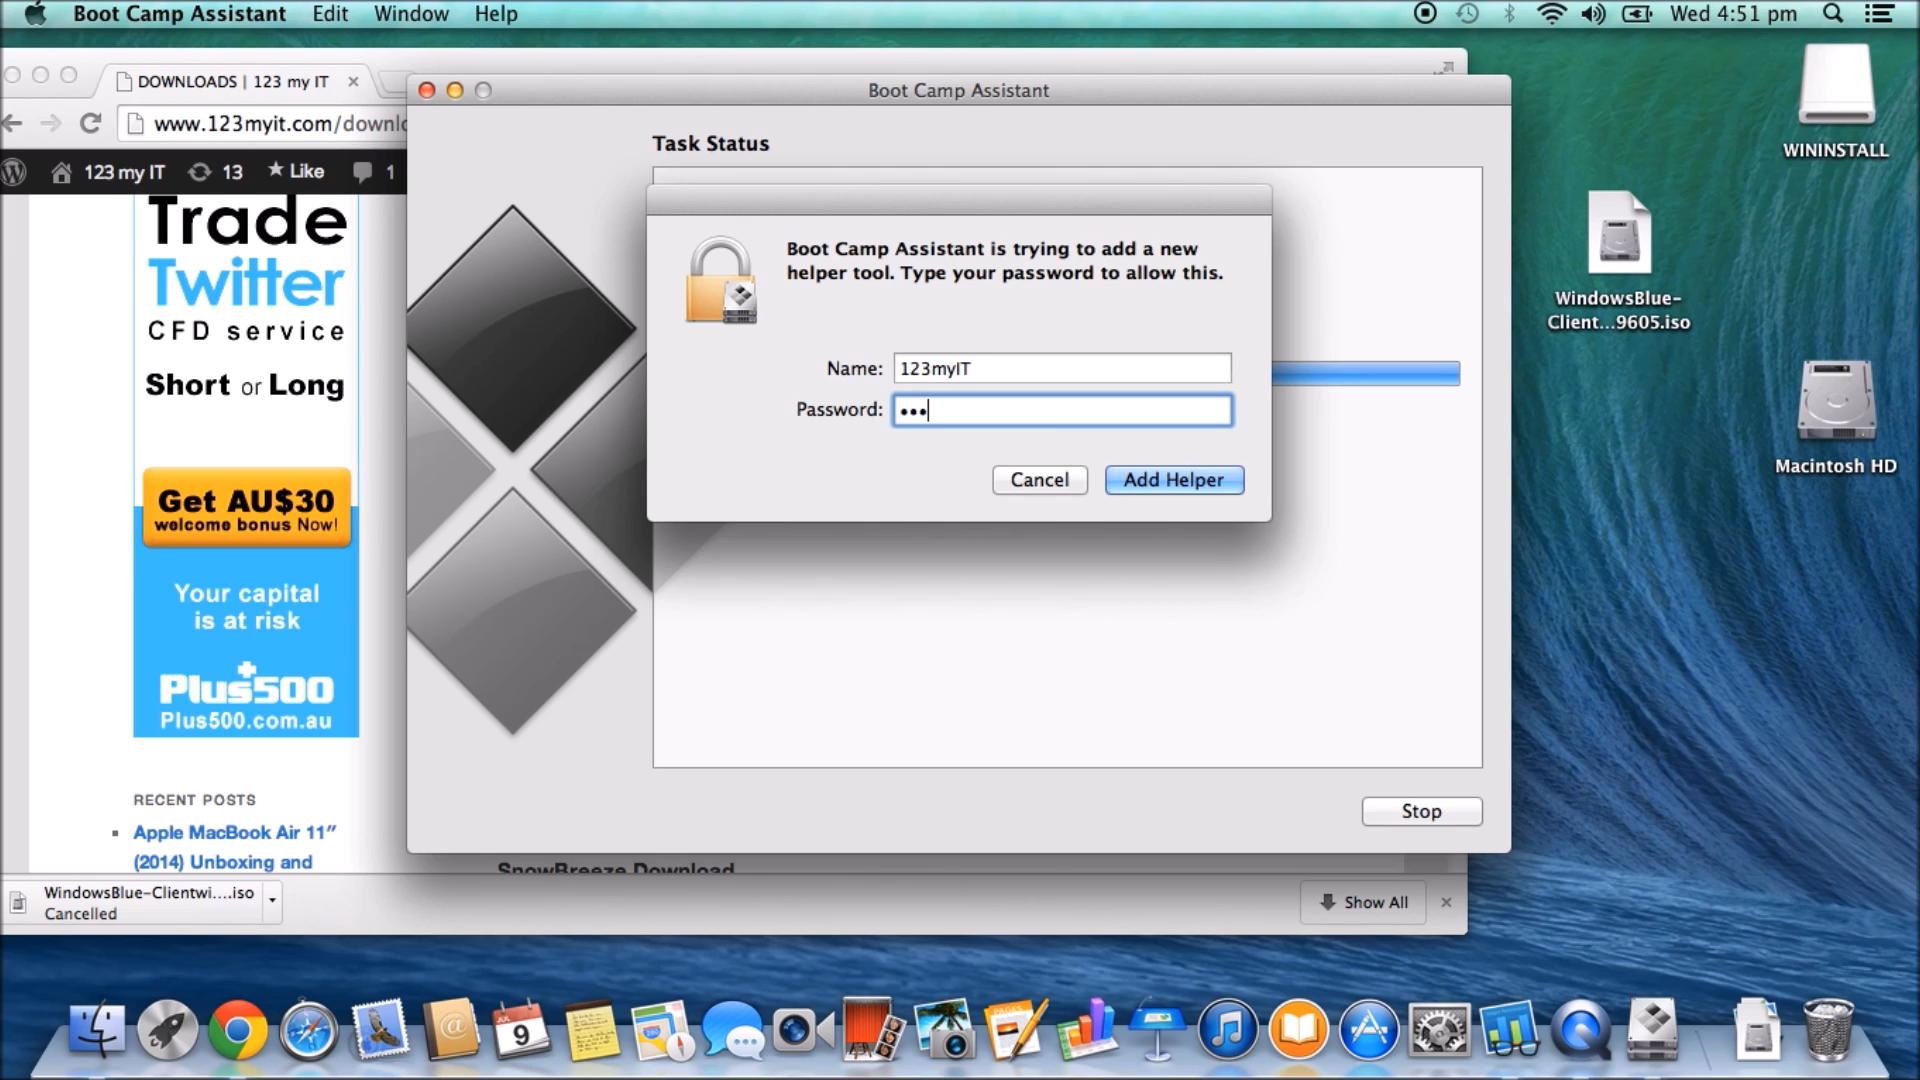 Boot Camp Assistant Edit Window Help
Wed 4:51 pm
DOWNLOADS | 123 my IT
www.123myit.com/downlo
123 my IT 13 Like 1
Trade
Twitter
CFD service
Short or Long
Get AU$30
welcome bonus Now!
Your capital
is at risk
Plus500
Plus500.com.au
RECENT POSTS
Apple MacBook Air 11″
(2014) Unboxing and
SnowBreeze Download
WindowsBlue-Clientwi....iso
Cancelled
Show All
Boot Camp Assistant
Task Status
Boot Camp Assistant is trying to add a new
helper tool. Type your password to allow this.
Name: 123myIT
Password: •••
Cancel
Add Helper
Stop
WININSTALL
WindowsBlue-
Client...9605.iso
Macintosh HD
JUL
9
PAGES